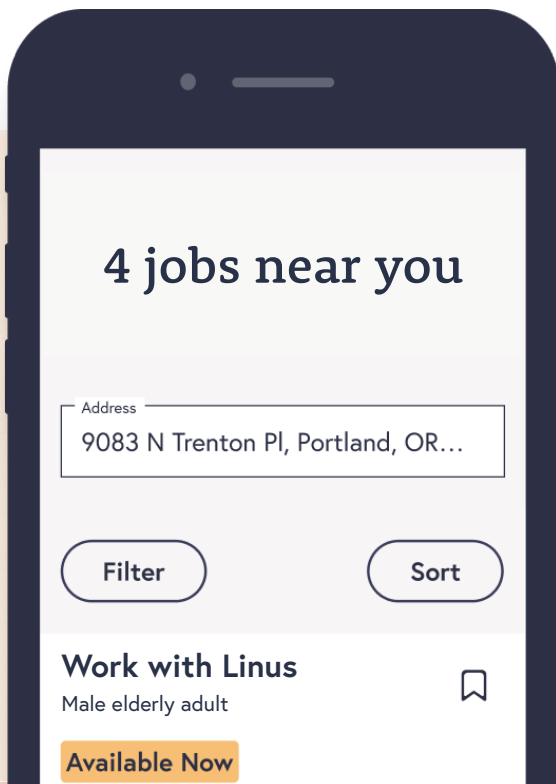 4 jobs near you
Address
9083 N Trenton Pl, Portland, OR...
Filter
Sort
Work with Linus
Male elderly adult
Available Now